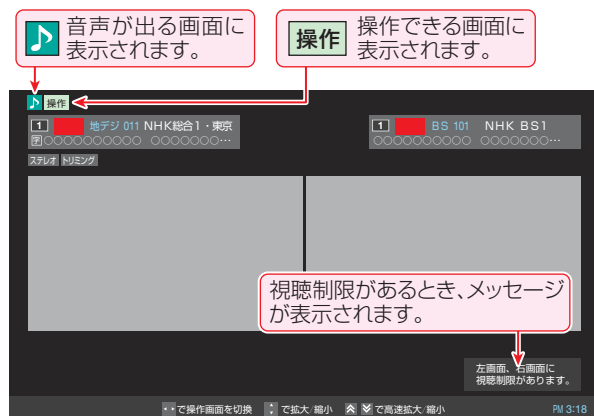 ♪ 音声が出る画面に
表示されます。
操作 操作できる画面に
表示されます。
♪ 操作
1 地デジ 011 NHK総合1・東京
字○○○○○○○○○○ ○○○○○○○…
1 BS 101 NHK BS1
○○○○○○○○○○ ○○○○○○○…
ステレオ トリミング
視聴制限があるとき、メッセージ
が表示されます。
左画面、右画面に
視聴制限があります。
で操作画面を切換 で拡大/縮小 で高速拡大/縮小 PM 3:18